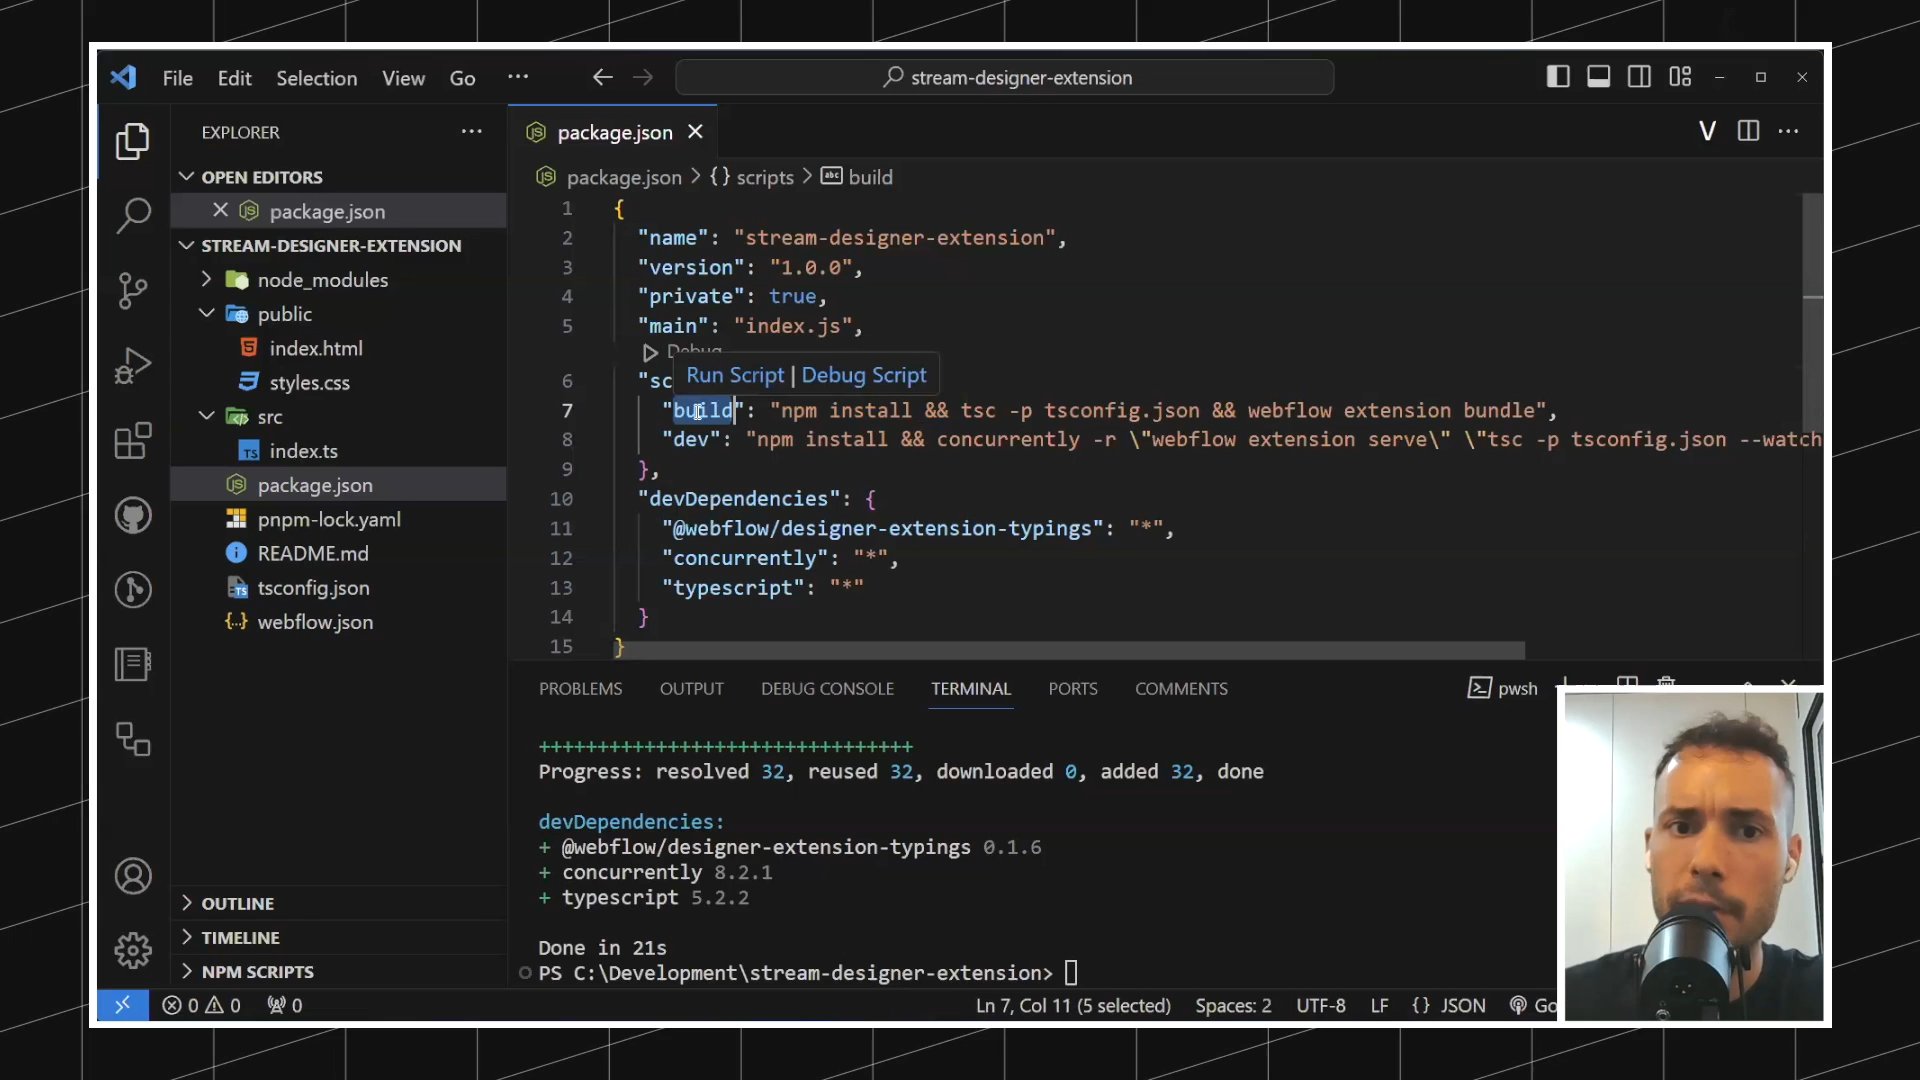 File Edit Selection View Go ··· stream-designer-extension
EXPLORER ···
OPEN EDITORS
package.json
STREAM-DESIGNER-EXTENSION
node_modules
public
index.html
styles.css
src
index.ts
package.json
pnpm-lock.yaml
README.md
tsconfig.json
webflow.json
OUTLINE
TIMELINE
NPM SCRIPTS
package.json
package.json > {} scripts > abc build
1 {
2 "name": "stream-designer-extension",
3 "version": "1.0.0",
4 "private": true,
5 "main": "index.js",
Debug
Run Script | Debug Script
6 "sc
7 "build": "npm install && tsc -p tsconfig.json && webflow extension bundle",
8 "dev": "npm install && concurrently -r \"webflow extension serve\" \"tsc -p tsconfig.json --watch
9 },
10 "devDependencies": {
11 "@webflow/designer-extension-typings": "*",
12 "concurrently": "*",
13 "typescript": "*"
14 }
15 }
PROBLEMS OUTPUT DEBUG CONSOLE TERMINAL PORTS COMMENTS pwsh
++++++++++++++++++++++++++++++++
Progress: resolved 32, reused 32, downloaded 0, added 32, done
devDependencies:
+ @webflow/designer-extension-typings 0.1.6
+ concurrently 8.2.1
+ typescript 5.2.2
Done in 21s
PS C:\Development\stream-designer-extension>
0 0 0 Ln 7, Col 11 (5 selected) Spaces: 2 UTF-8 LF {} JSON Go